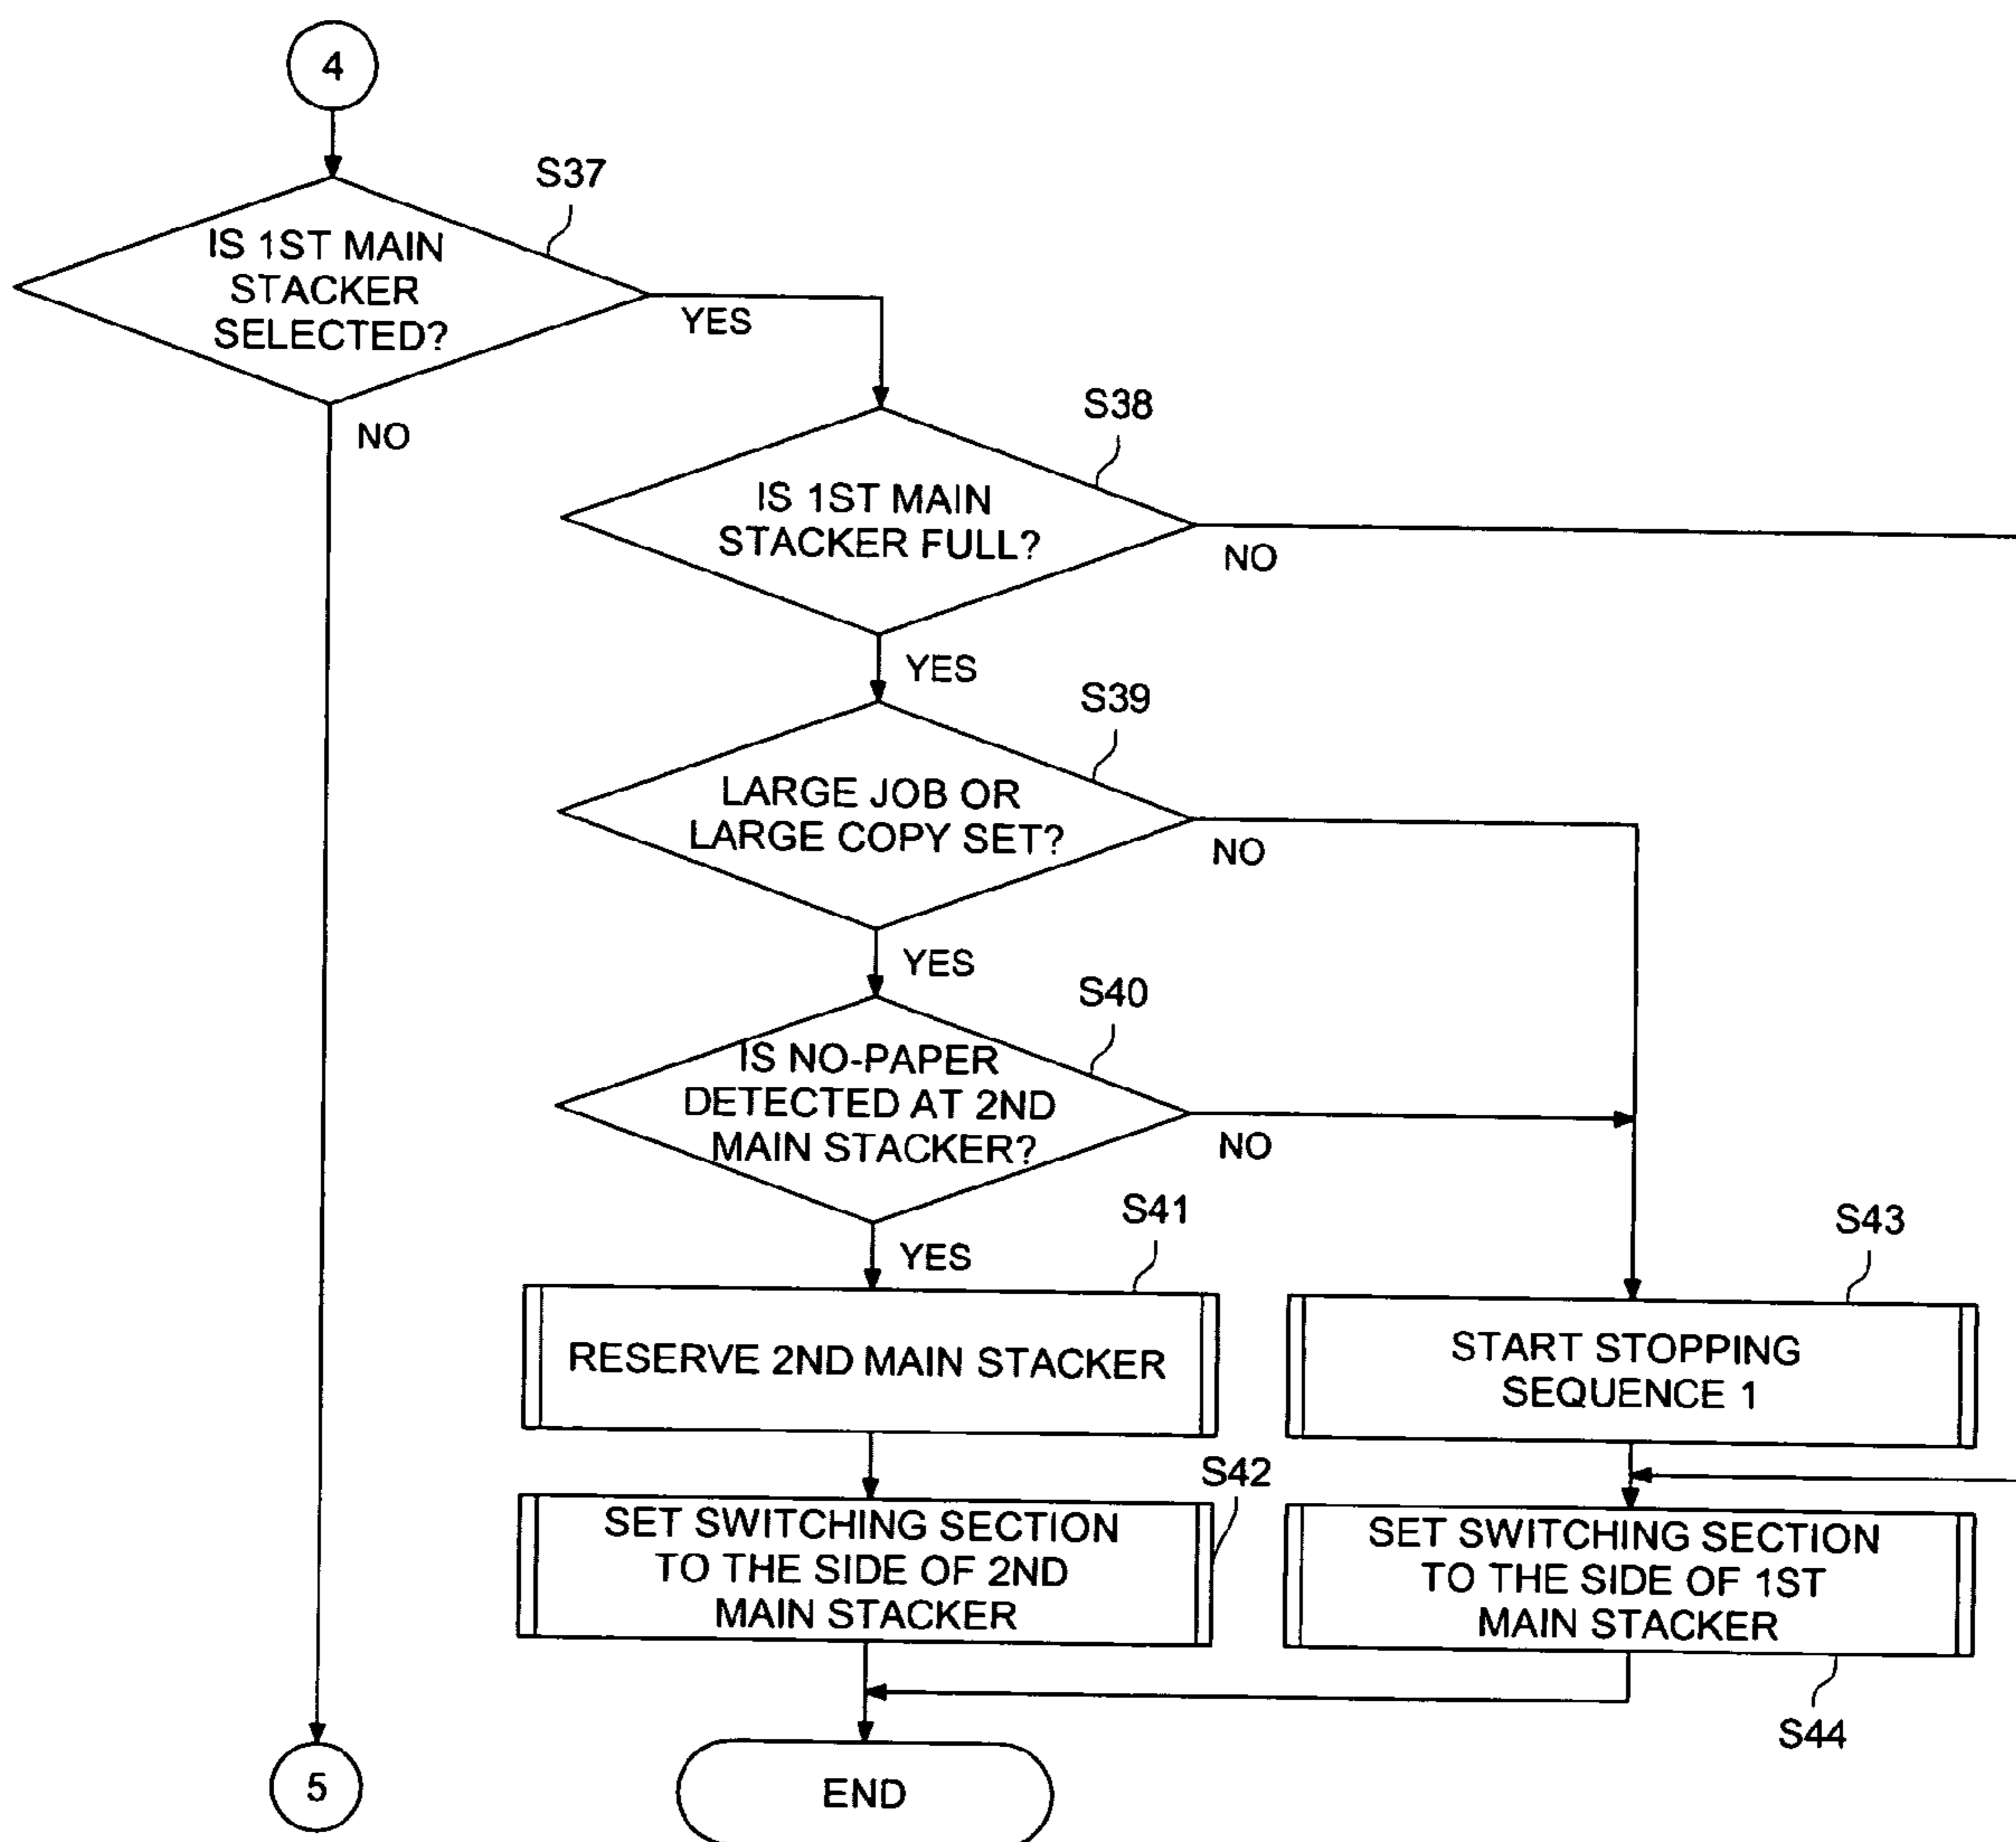 4
S37
IS 1ST MAIN
STACKER
SELECTED?
YES
NO
S38
IS 1ST MAIN
STACKER FULL?
NO
YES
S39
LARGE JOB OR
LARGE COPY SET?
NO
YES
S40
IS NO-PAPER
DETECTED AT 2ND
MAIN STACKER?
NO
YES
S41
RESERVE 2ND MAIN STACKER
S43
START STOPPING
SEQUENCE 1
S42
SET SWITCHING SECTION
TO THE SIDE OF 2ND
MAIN STACKER
SET SWITCHING SECTION
TO THE SIDE OF 1ST
MAIN STACKER
S44
5
END